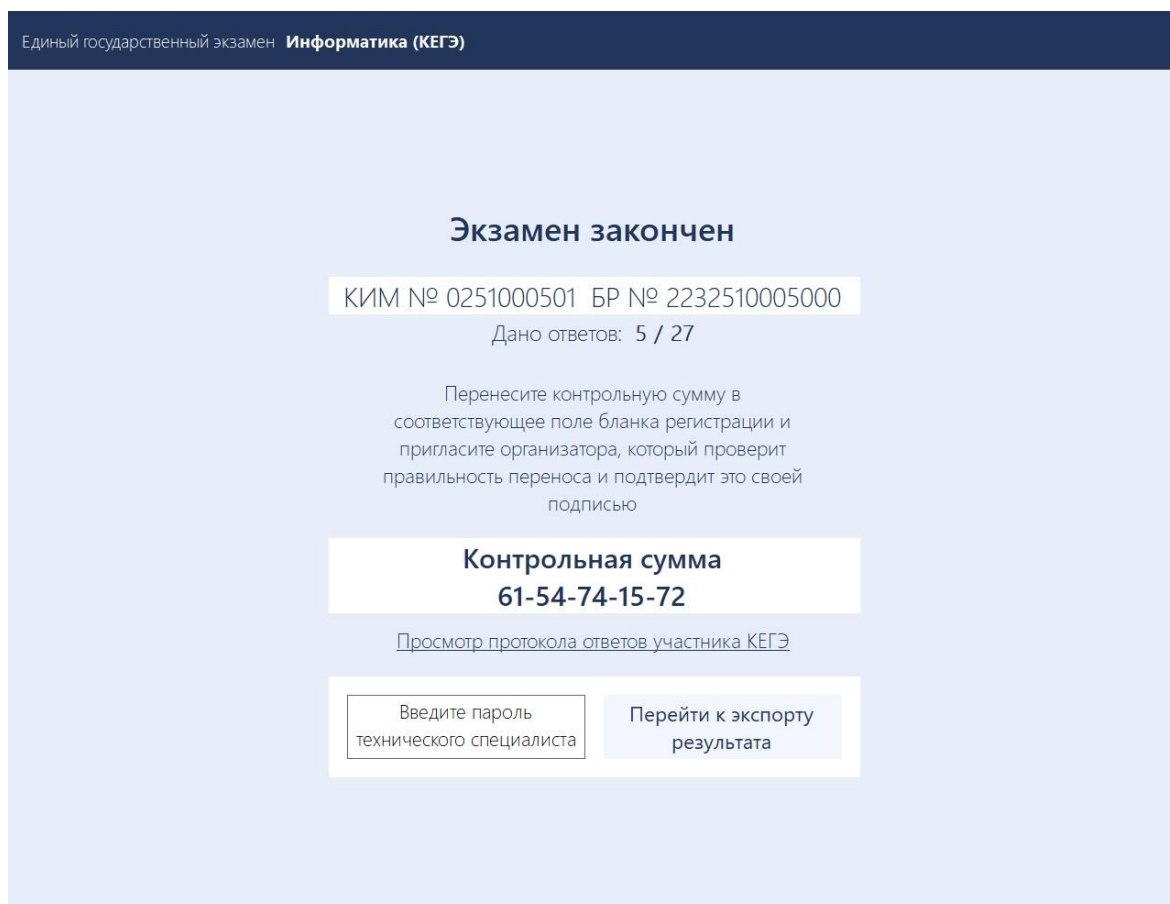 Единый государственный экзамен Информатика (КЕГЭ)
Экзамен закончен
КИМ № 0251000501 БР № 2232510005000
Дано ответов: 5 / 27
Перенесите контрольную сумму в
соответствующее поле бланка регистрации и
пригласите организатора, который проверит
правильность переноса и подтвердит это своей
подписью
Контрольная сумма
61-54-74-15-72
Просмотр протокола ответов участника КЕГЭ
Введите пароль
технического специалиста
Перейти к экспорту
результата